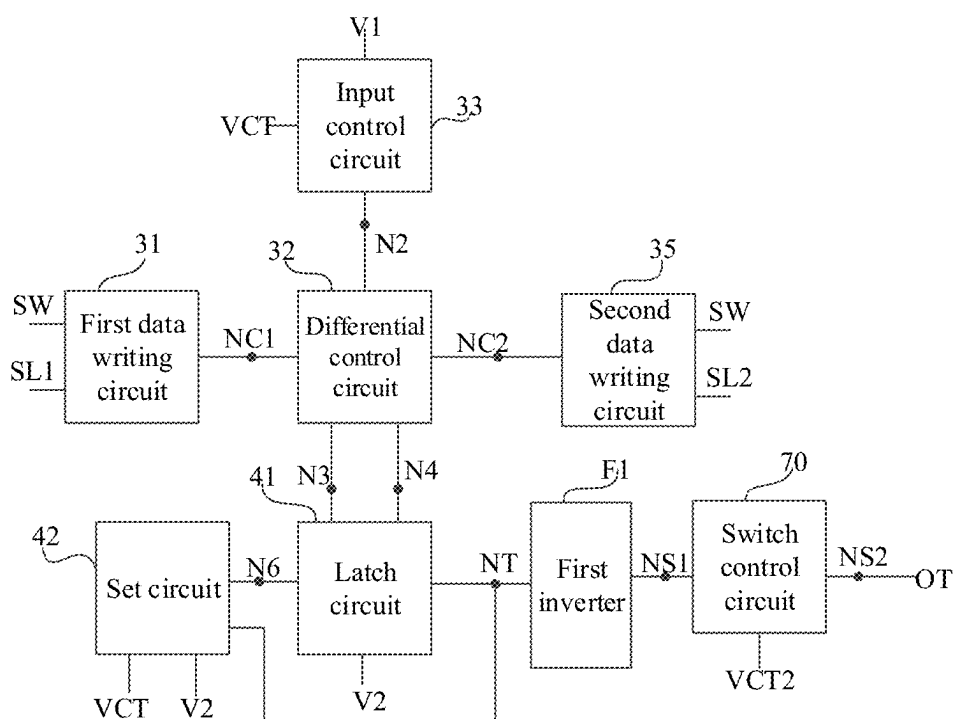 V1
Input
control
circuit
VCT
33
N2
31
32
35
SW
SL1
First data
writing
circuit
NC1
Differential
control
circuit
NC2
Second
data
writing
circuit
SW
SL2
N3
N4
41
F1
70
42
Set circuit
N6
Latch
circuit
NT
First
inverter
NS1
Switch
control
circuit
NS2
OT
VCT
V2
V2
VCT2